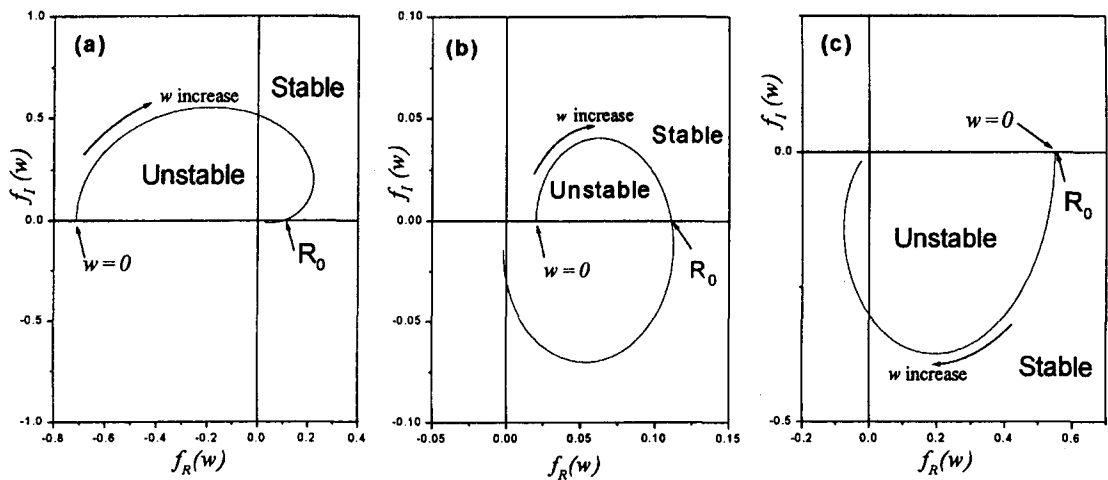 (a)
1.0
0.5
0.0
-0.5
-1.0
f_I(w)
w increase
Stable
Unstable
R₀
w=0
-0.8 -0.6 -0.4 -0.2 0.0 0.2 0.4
f_R(w)
(b)
0.10
0.05
0.00
-0.05
-0.10
f_I(w)
w increase
Stable
Unstable
w=0
R₀
-0.05 0.00 0.05 0.10 0.15
f_R(w)
(c)
0.0
-0.5
f_I(w)
w=0
R₀
Unstable
w increase
Stable
-0.2 0.0 0.2 0.4 0.6
f_R(w)